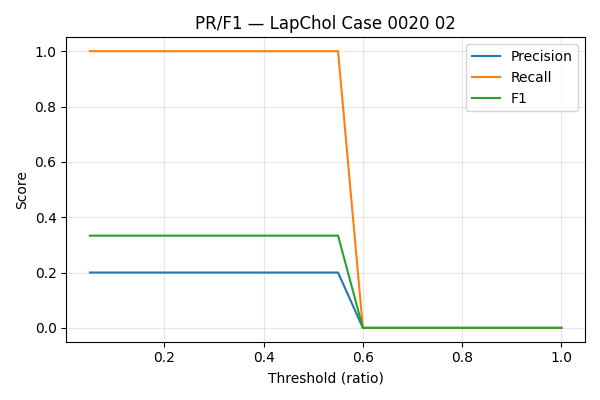 PR/F1 — LapChol Case 0020 02
Precision
Recall
F1
Score
1.0
0.8
0.6
0.4
0.2
0.0
0.2 0.4 0.6 0.8 1.0
Threshold (ratio)